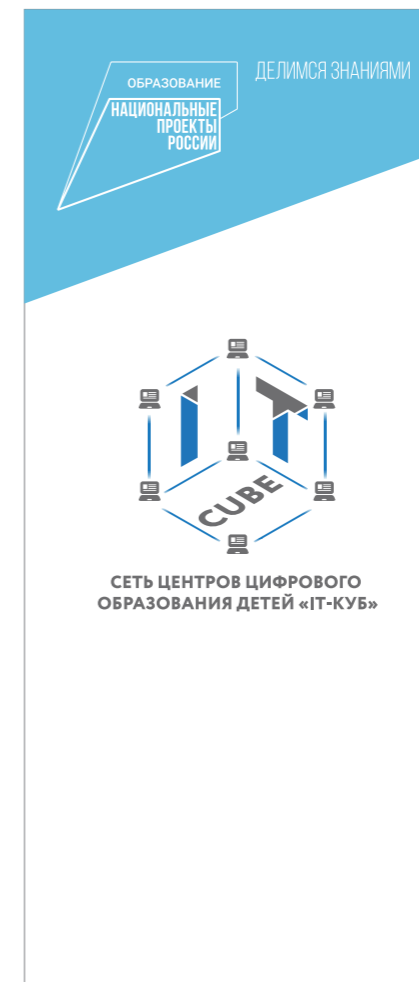 ДЕЛИМСЯ ЗНАНИЯМИ
ОБРАЗОВАНИЕ
НАЦИОНАЛЬНЫЕ
ПРОЕКТЫ
РОССИИ
IT
CUBE
СЕТЬ ЦЕНТРОВ ЦИФРОВОГО
ОБРАЗОВАНИЯ ДЕТЕЙ «IT-КУБ»